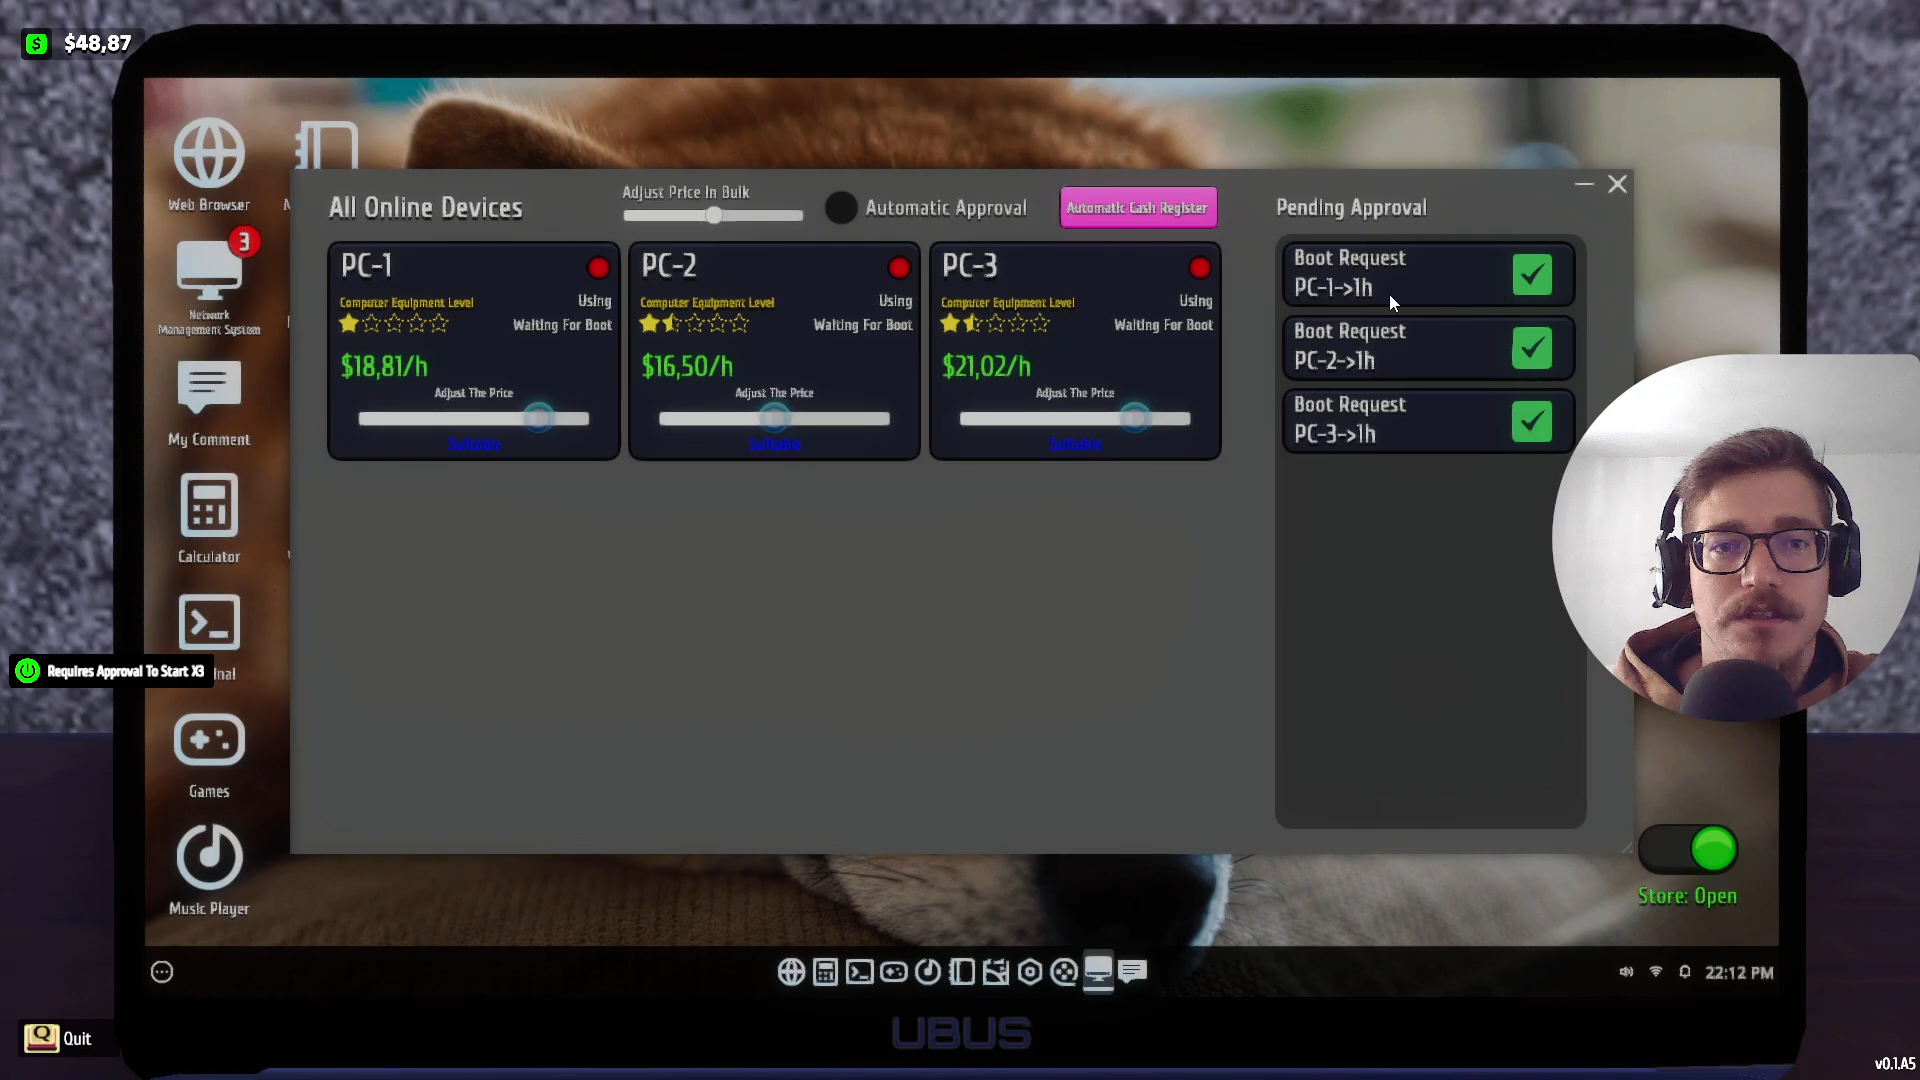 $48,87
Web Browser
3
Network
Management System
My Comment
Calculator
Games
Music Player
Requires Approval To Start X3
All Online Devices
Adjust Price In Bulk
Automatic Approval
Automatic Cash Register
Pending Approval
PC-1
Computer Equipment Level
Using
Waiting For Boot
$18,81/h
Adjust The Price
Suitable
PC-2
Computer Equipment Level
Using
Waiting For Boot
$16,50/h
Adjust The Price
Suitable
PC-3
Computer Equipment Level
Using
Waiting For Boot
$21,02/h
Adjust The Price
Suitable
Boot Request
PC-1->1h
Boot Request
PC-2->1h
Boot Request
PC-3->1h
Store: Open
22:12 PM
UBUS
Q Quit
v0.1.A5